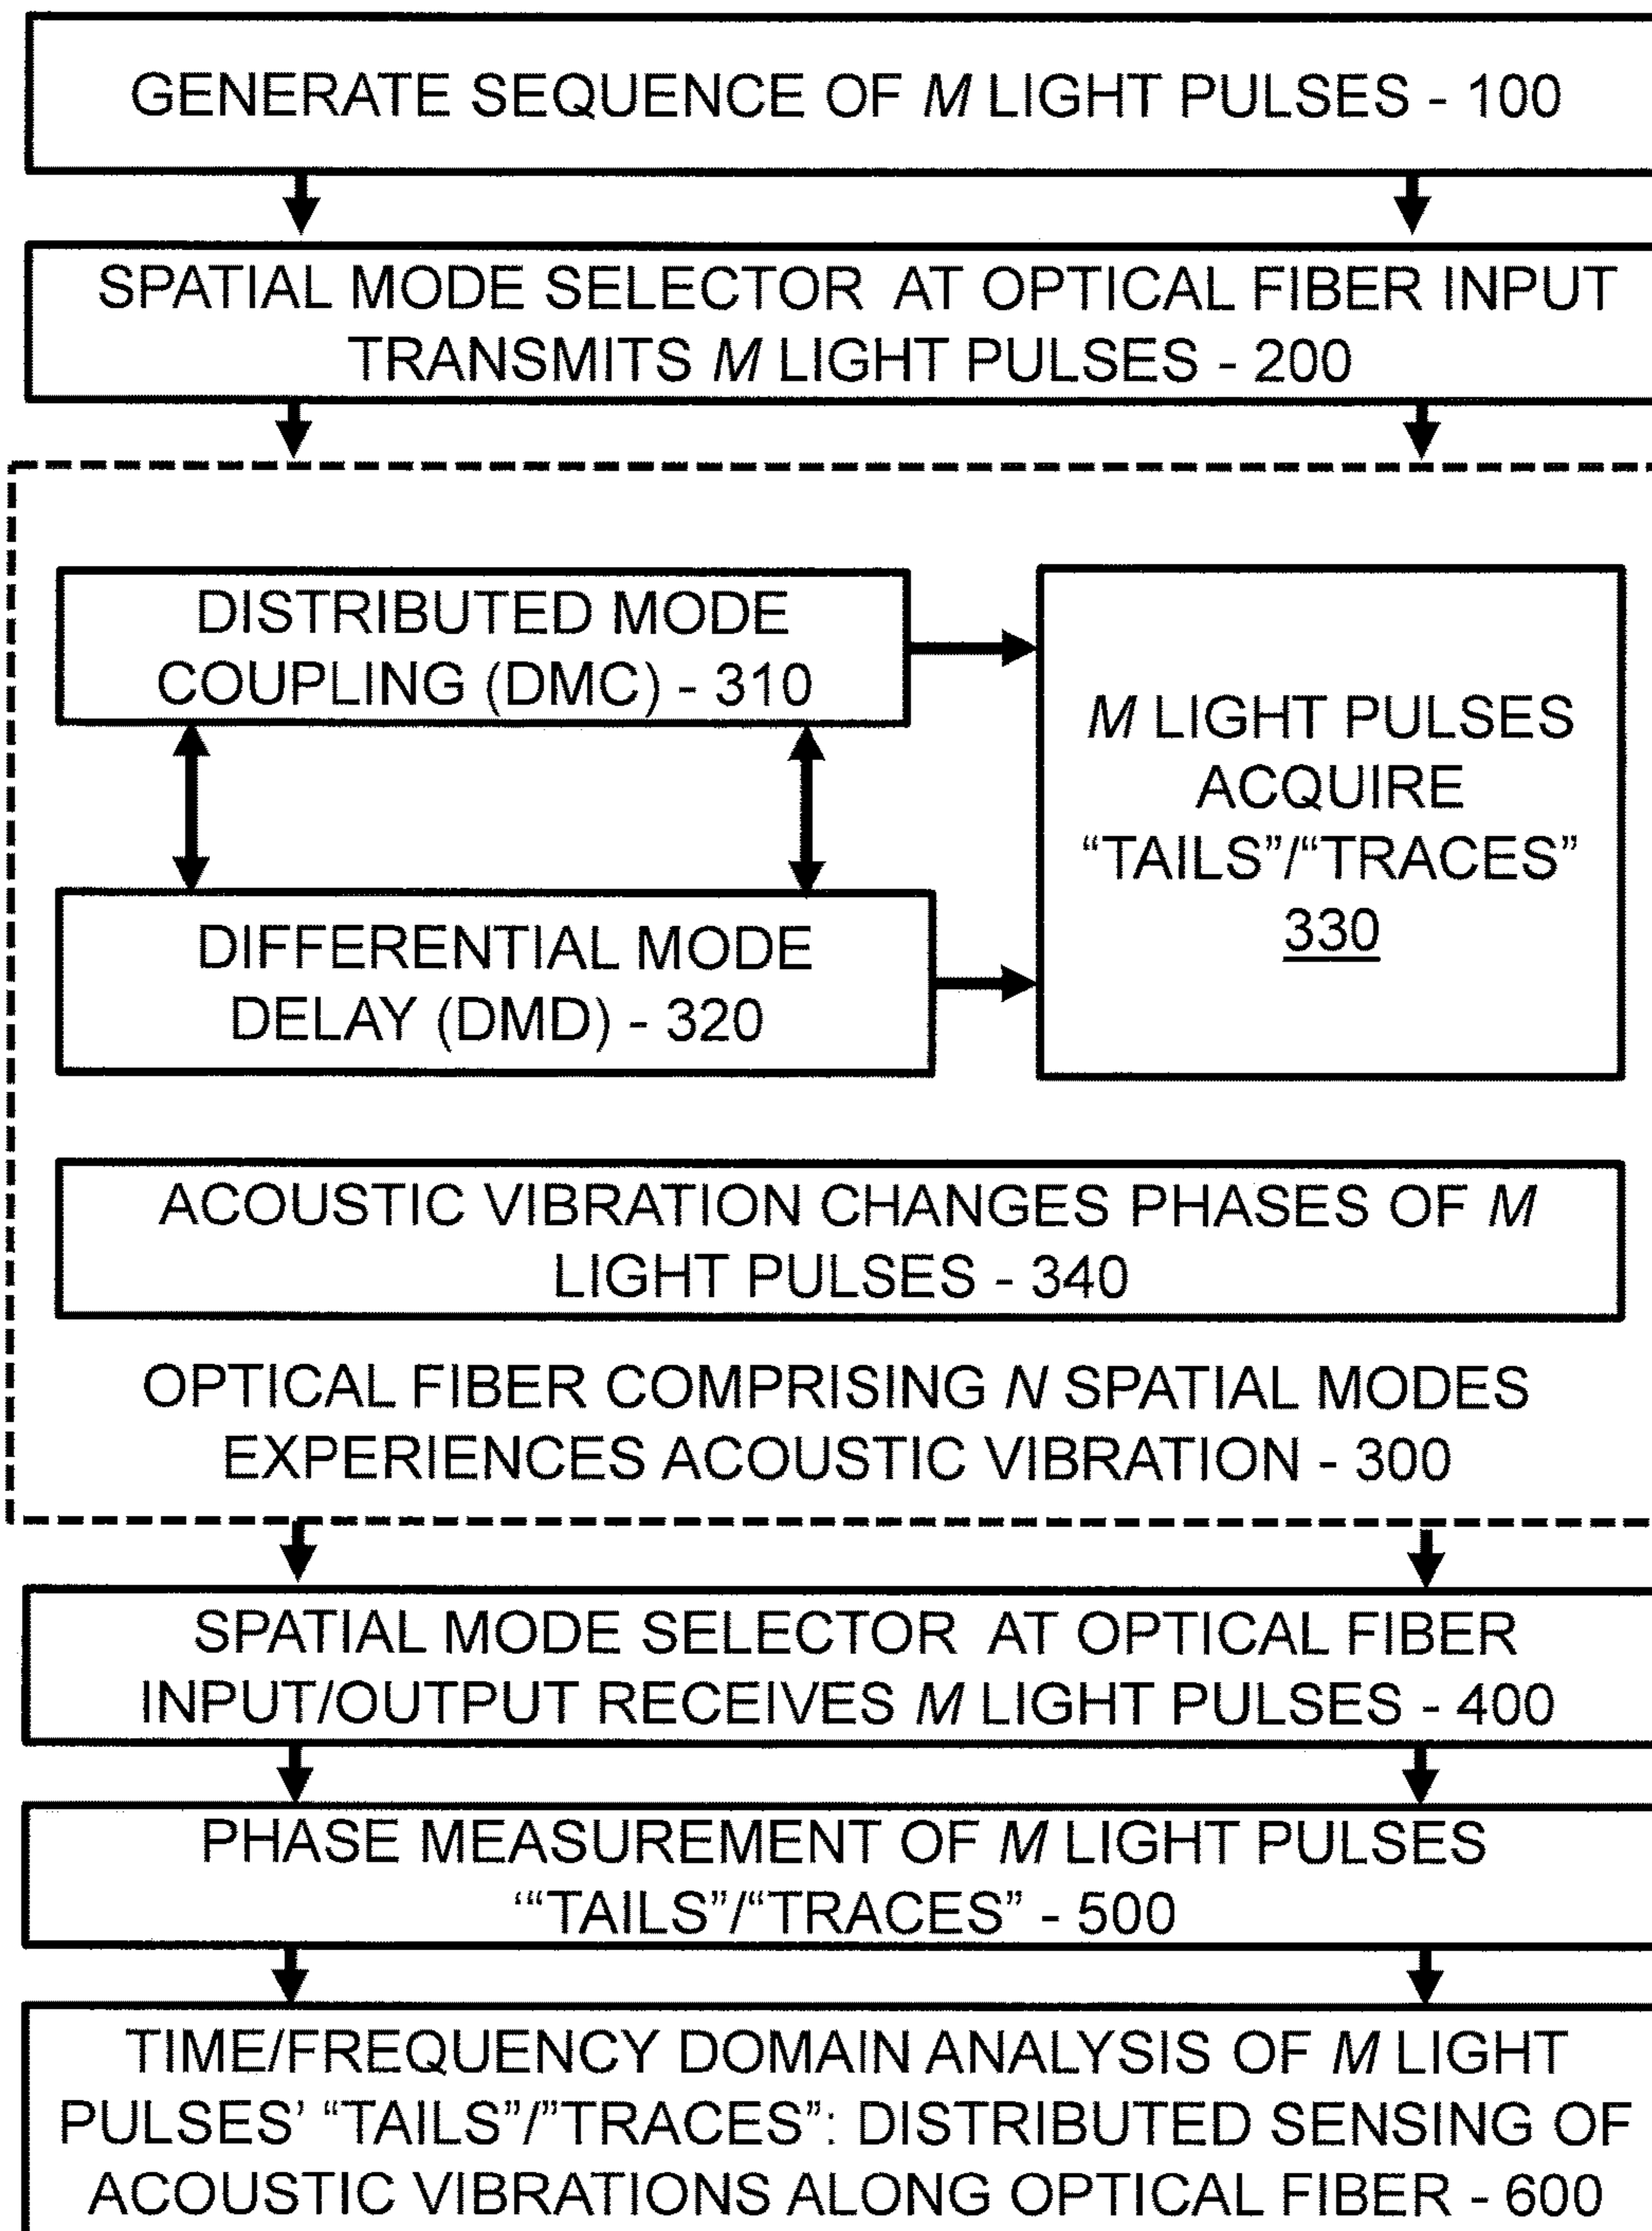 GENERATE SEQUENCE OF M LIGHT PULSES - 100
SPATIAL MODE SELECTOR AT OPTICAL FIBER INPUT
TRANSMITS M LIGHT PULSES - 200
DISTRIBUTED MODE
COUPLING (DMC) - 310
DIFFERENTIAL MODE
DELAY (DMD) - 320
M LIGHT PULSES
ACQUIRE
“TAILS”/“TRACES”
330
ACOUSTIC VIBRATION CHANGES PHASES OF M
LIGHT PULSES - 340
OPTICAL FIBER COMPRISING N SPATIAL MODES
EXPERIENCES ACOUSTIC VIBRATION - 300
SPATIAL MODE SELECTOR AT OPTICAL FIBER
INPUT/OUTPUT RECEIVES M LIGHT PULSES - 400
PHASE MEASUREMENT OF M LIGHT PULSES
‘“TAILS”/“TRACES” - 500
TIME/FREQUENCY DOMAIN ANALYSIS OF M LIGHT
PULSES’ “TAILS”/”TRACES”: DISTRIBUTED SENSING OF
ACOUSTIC VIBRATIONS ALONG OPTICAL FIBER - 600